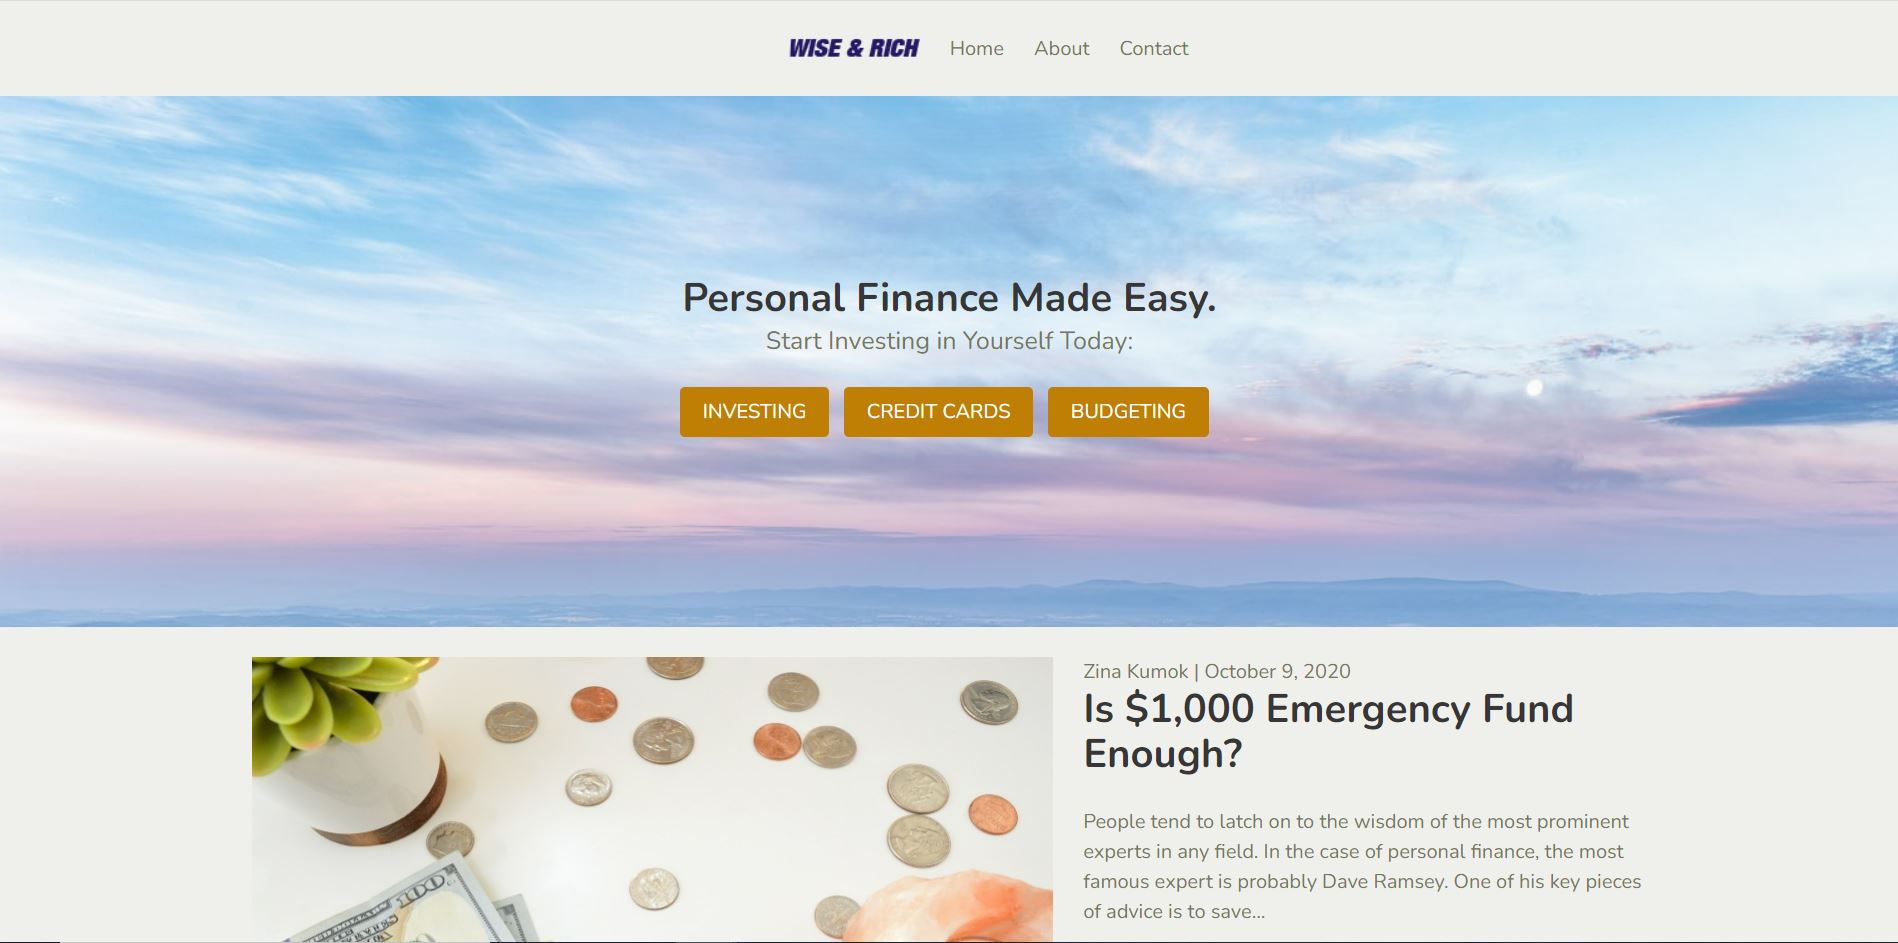 WISE & RICH Home About Contact
Personal Finance Made Easy.
Start Investing in Yourself Today:
INVESTING CREDIT CARDS BUDGETING
Zina Kumok | October 9, 2020
Is $1,000 Emergency Fund
Enough?
People tend to latch on to the wisdom of the most prominent
experts in any field. In the case of personal finance, the most
famous expert is probably Dave Ramsey. One of his key pieces
of advice is to save...
100